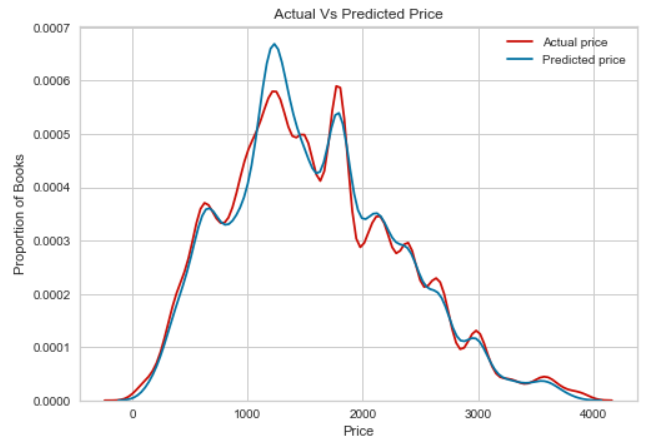 Actual Vs Predicted Price
0.0007
0.0006
0.0005
0.0004
0.0003
0.0002
0.0001
0.0000
Proportion of Books
Actual price
Predicted price
0
1000
2000
3000
4000
Price